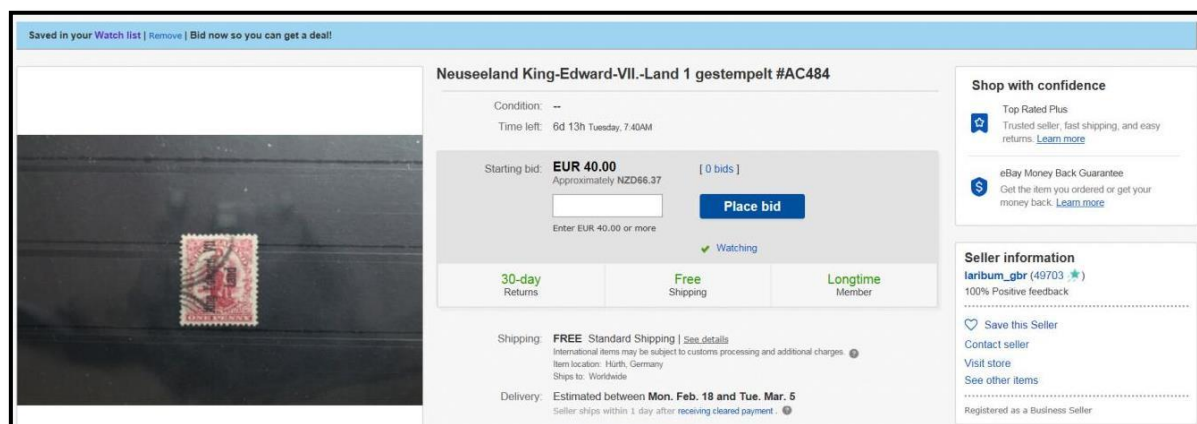 Saved in your Watch list | Remove | Bid now so you can get a deal!
Neuseeland King-Edward-VII.-Land 1 gestempelt #AC484
Condition: --
Time left: 6d 13h Tuesday, 7:40AM
Starting bid: EUR 40.00 [ 0 bids ]
Approximately NZD66.37
Place bid
Enter EUR 40.00 or more
Watching
30-day
Returns
Free
Shipping
Longtime
Member
Shipping: FREE Standard Shipping | See details
International items may be subject to customs processing and additional charges.
Item location: Hürth, Germany
Ships to: Worldwide
Delivery: Estimated between Mon. Feb. 18 and Tue. Mar. 5
Seller ships within 1 day after receiving cleared payment.
Shop with confidence
Top Rated Plus
Trusted seller, fast shipping, and easy
returns. Learn more
eBay Money Back Guarantee
Get the item you ordered or get your
money back. Learn more
Seller information
laribum_gbr (49703)
100% Positive feedback
Save this Seller
Contact seller
Visit store
See other items
Registered as a Business Seller
Land
ONE PENNY